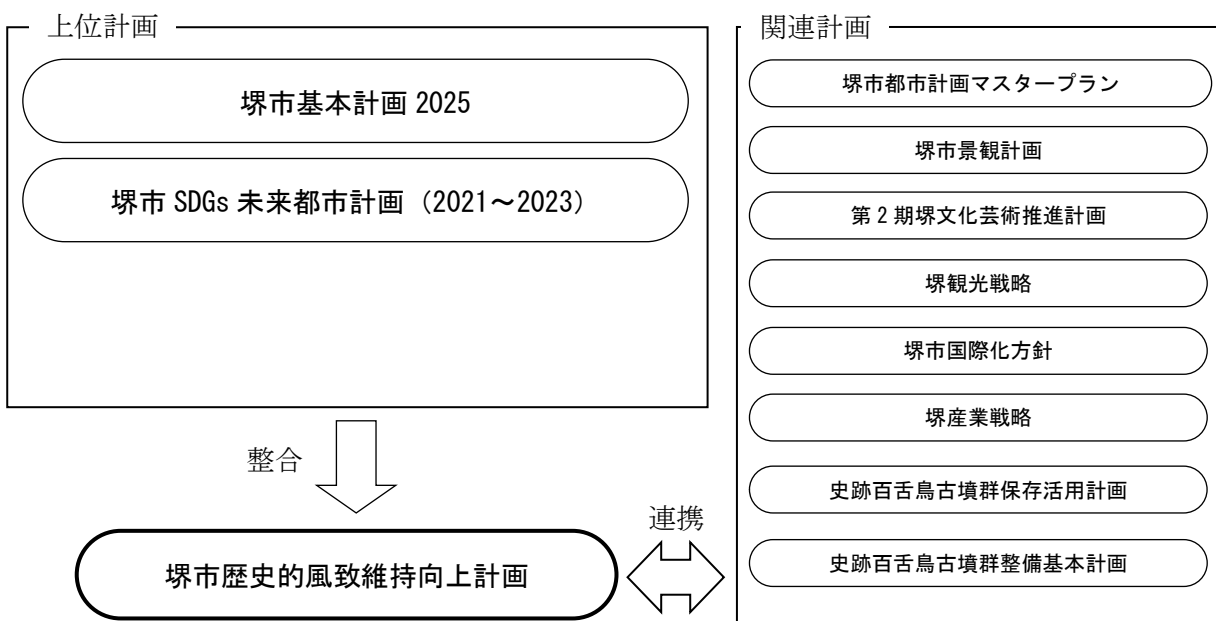 上位計画
堺市基本計画 2025
堺市 SDGs 未来都市計画（2021～2023）
整合
堺市歴史的風致維持向上計画
連携
関連計画
堺市都市計画マスタープラン
堺市景観計画
第２期堺文化芸術推進計画
堺観光戦略
堺市国際化方針
堺産業戦略
史跡百舌鳥古墳群保存活用計画
史跡百舌鳥古墳群整備基本計画